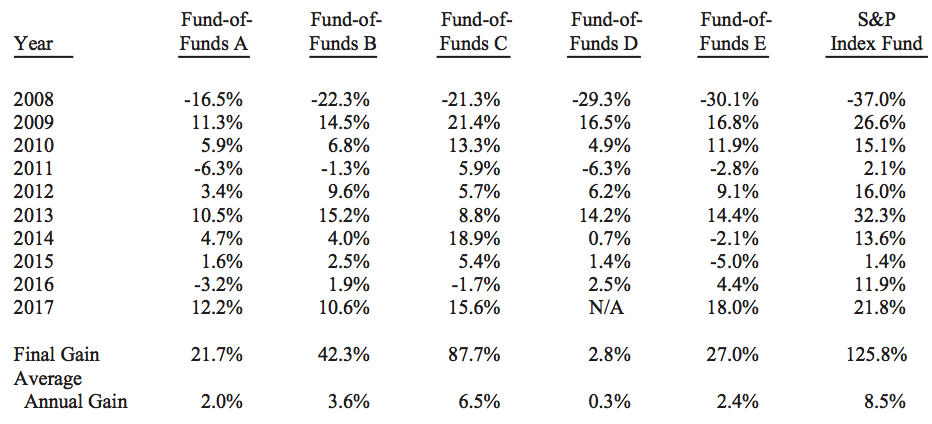 Fund-of- Fund-of- Fund-of- Fund-of- Fund-of- S&P
Year Funds A Funds B Funds C Funds D Funds E Index Fund
2008 -16.5% -22.3% -21.3% -29.3% -30.1% -37.0%
2009 11.3% 14.5% 21.4% 16.5% 16.8% 26.6%
2010 5.9% 6.8% 13.3% 4.9% 11.9% 15.1%
2011 -6.3% -1.3% 5.9% -6.3% -2.8% 2.1%
2012 3.4% 9.6% 5.7% 6.2% 9.1% 16.0%
2013 10.5% 15.2% 8.8% 14.2% 14.4% 32.3%
2014 4.7% 4.0% 18.9% 0.7% -2.1% 13.6%
2015 1.6% 2.5% 5.4% 1.4% -5.0% 1.4%
2016 -3.2% 1.9% -1.7% 2.5% 4.4% 11.9%
2017 12.2% 10.6% 15.6% N/A 18.0% 21.8%
Final Gain 21.7% 42.3% 87.7% 2.8% 27.0% 125.8%
Average
Annual Gain 2.0% 3.6% 6.5% 0.3% 2.4% 8.5%